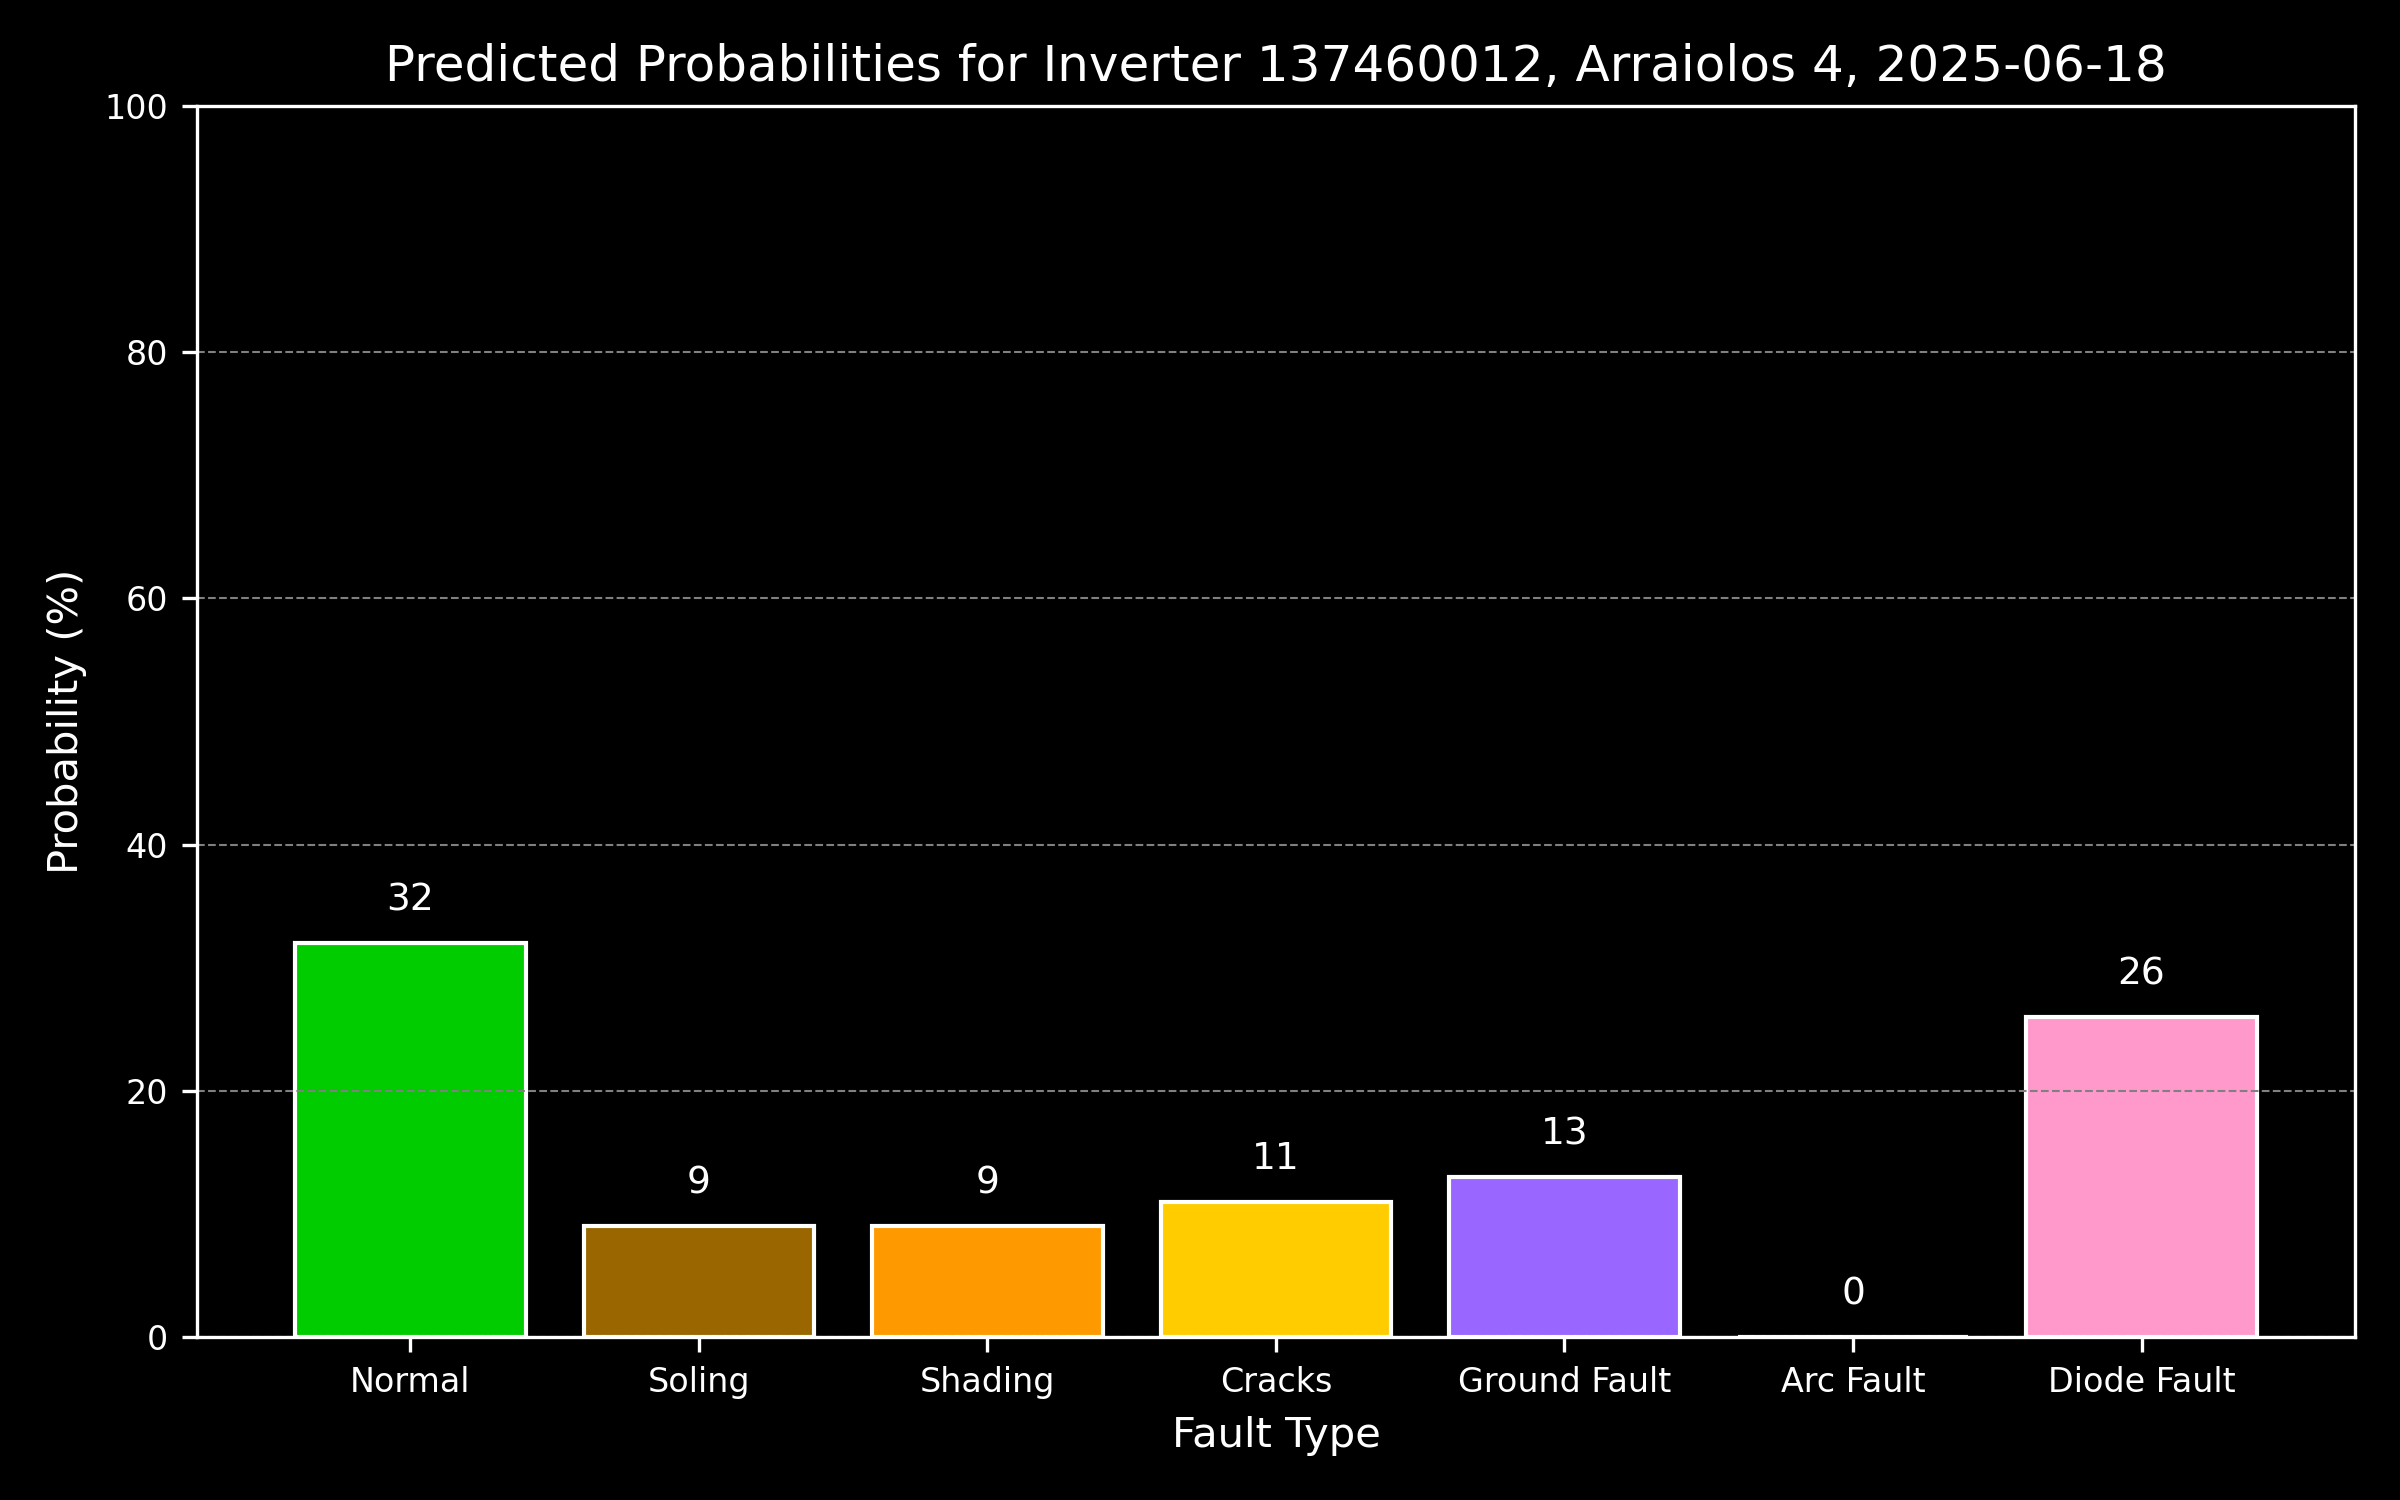 Predicted Probabilities for Inverter 137460012, Arraiolos 4, 2025-06-18
100
80
60
40
20
0
Probability (%)
32
9
9
11
13
0
26
Normal
Soling
Shading
Cracks
Ground Fault
Arc Fault
Diode Fault
Fault Type